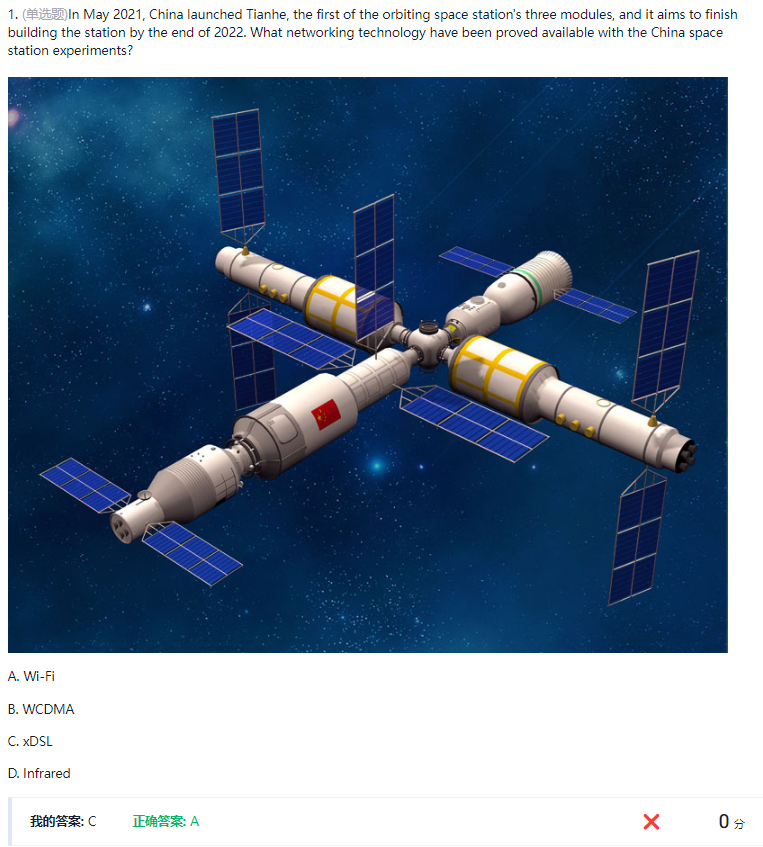 1. (单选题)In May 2021, China launched Tianhe, the first of the orbiting space station's three modules, and it aims to finish
building the station by the end of 2022. What networking technology have been proved available with the China space
station experiments?
A. Wi-Fi
B. WCDMA
C. xDSL
D. Infrared
我的答案: C 正确答案: A 0 分